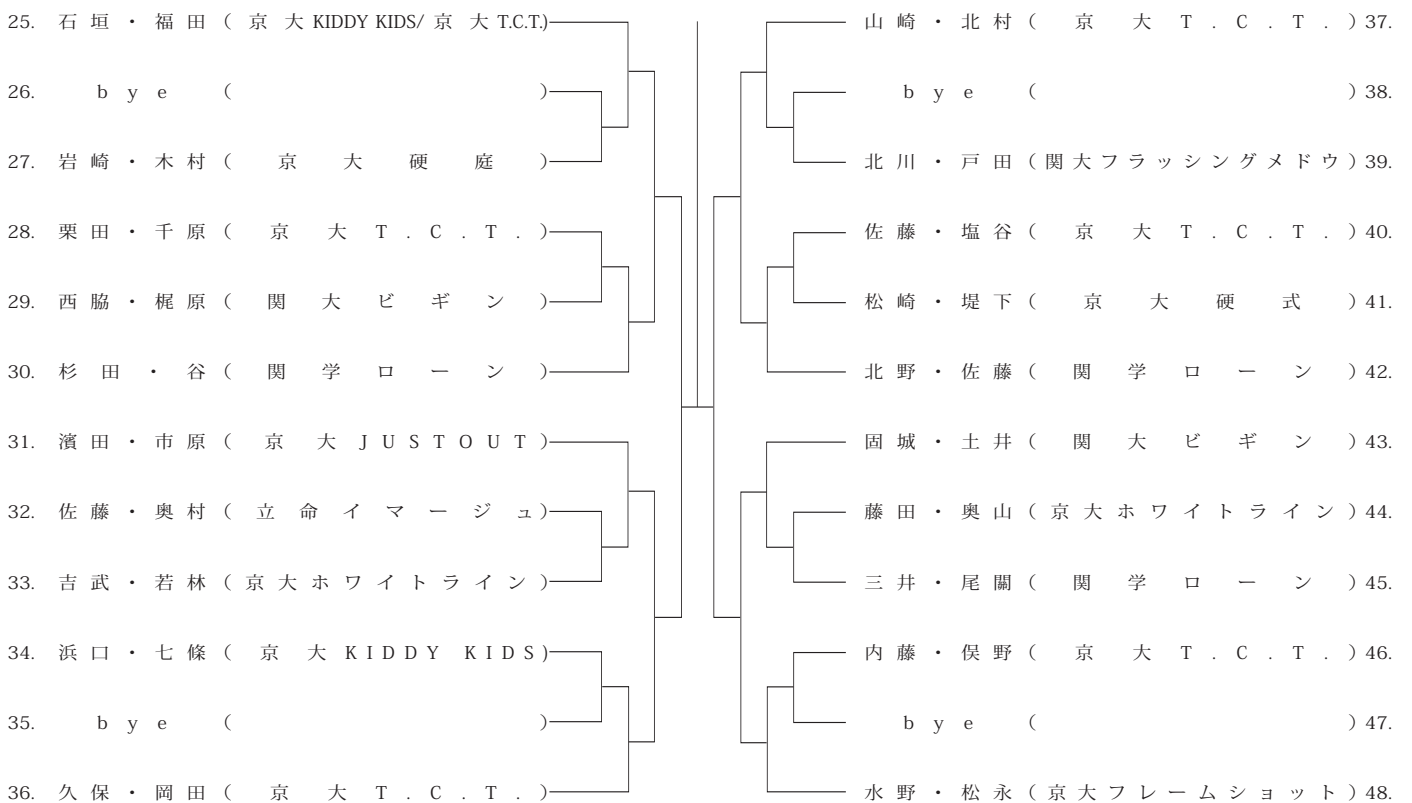 25. 石垣・福田(京大KIDDY KIDS/京大T.C.T.)
26. bye ( )
27. 岩崎・木村(京大硬庭)
28. 栗田・千原(京大T.C.T.)
29. 西脇・梶原(関大ビギン)
30. 杉田・谷(関学ローン)
31. 濱田・市原(京大JUSTOUT)
32. 佐藤・奥村(立命イマージュ)
33. 吉武・若林(京大ホワイトライン)
34. 浜口・七條(京大KIDDY KIDS)
35. bye ( )
36. 久保・岡田(京大T.C.T.)
山崎・北村(京大T.C.T.)37.
bye ( )38.
北川・戸田(関大フラッシングメドウ)39.
佐藤・塩谷(京大T.C.T.)40.
松崎・堤下(京大硬式)41.
北野・佐藤(関学ローン)42.
固城・土井(関大ビギン)43.
藤田・奥山(京大ホワイトライン)44.
三井・尾關(関学ローン)45.
内藤・俣野(京大T.C.T.)46.
bye ( )47.
水野・松永(京大フレームショット)48.